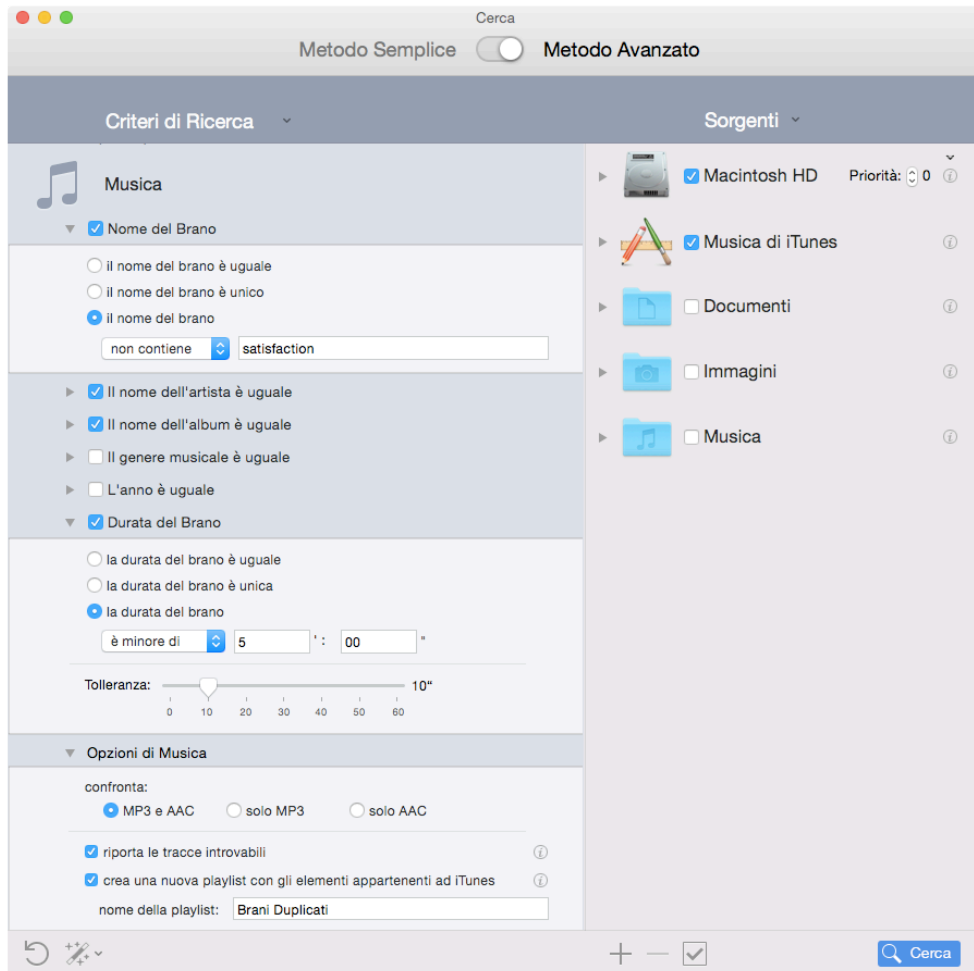 Cerca
Metodo Semplice Metodo Avanzato
Criteri di Ricerca
Musica
Nome del Brano
il nome del brano è uguale
il nome del brano è unico
il nome del brano
non contiene satisfaction
Il nome dell'artista è uguale
Il nome dell'album è uguale
Il genere musicale è uguale
L'anno è uguale
Durata del Brano
la durata del brano è uguale
la durata del brano è unica
la durata del brano
è minore di 5 ' : 00 "
Tolleranza: 10“
0 10 20 30 40 50 60
Opzioni di Musica
confronta:
MP3 e AAC solo MP3 solo AAC
riporta le tracce introvabili
crea una nuova playlist con gli elementi appartenenti ad iTunes
nome della playlist: Brani Duplicati
Sorgenti
Macintosh HD Priorità: 0
Musica di iTunes
Documenti
Immagini
Musica
Cerca